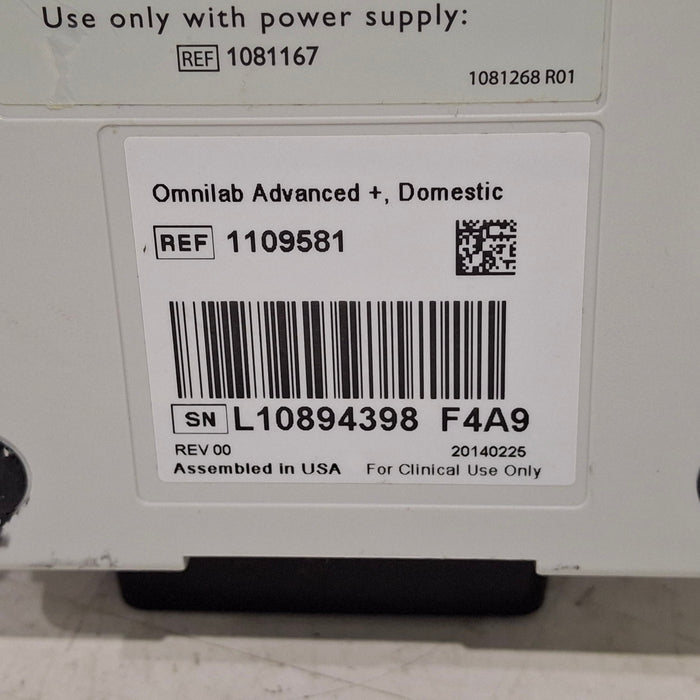 Use only with power supply:
REF 1081167
1081268 R01
Omnilab Advanced +, Domestic
REF 1109581
SN L10894398 F4A9
REV 00 20140225
Assembled in USA For Clinical Use Only